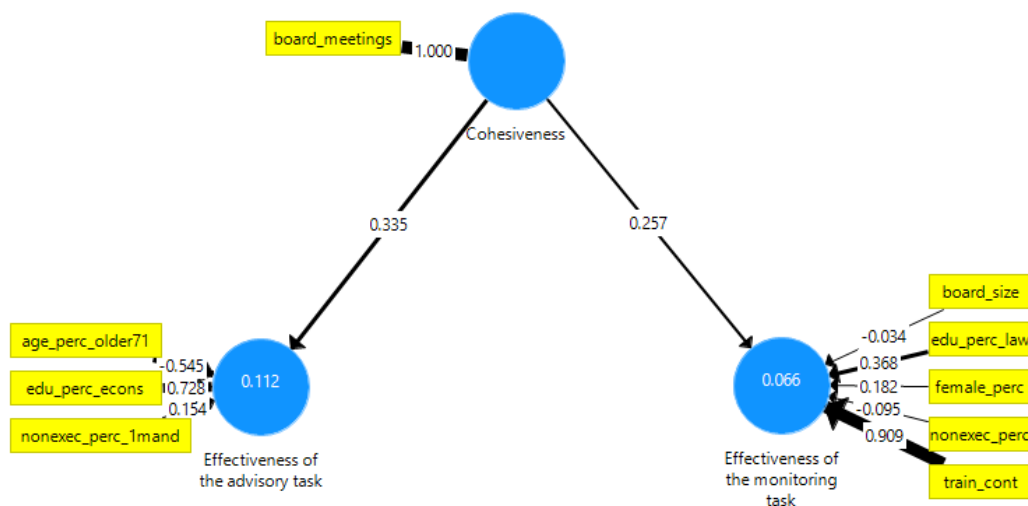 board_meetings
1.000
Cohesiveness
0.335
0.257
age_perc_older71
-0.545
edu_perc_econs
0.728
0.154
nonexec_perc_1mand
0.112
Effectiveness of
the advisory task
0.066
Effectiveness of
the monitoring
task
board_size
-0.034
edu_perc_law
0.368
female_perc
0.182
-0.095
nonexec_perc
0.909
train_cont